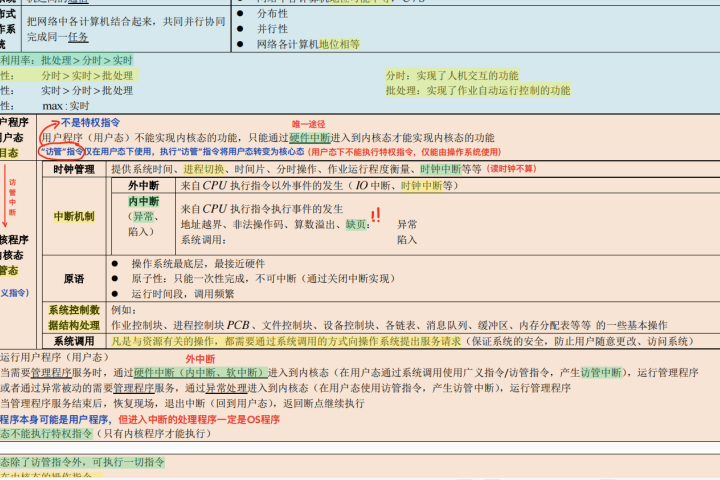 布式
作系
统
把网络中各计算机结合起来，共同并行协同
完成同一任务
● 分布性
● 并行性
● 网络各计算机地位相等
利用率：批处理＞分时＞实时
性： 分时＞实时＞批处理
性： 实时＞分时＞批处理
性： max：实时
分时：实现了人机交互的功能
批处理：实现了作业自动运行控制的功能
户程序
用户态
目态
不是特权指令
唯一途径
用户程序（用户态）不能实现内核态的功能，只能通过硬件中断进入到内核态才能实现内核态的功能
“访管”指令仅在用户态下使用，执行“访管”指令将用户态转变为核心态（用户态下不能执行特权指令，仅能由操作系统使用）
访管中断
核程序
内核态
管态
义指令）
时钟管理 提供系统时间、进程切换、时间片、分时操作、作业运行程度衡量、时钟中断等等（读时钟不算）
中断机制
外中断 来自CPU 执行指令以外事件的发生（IO 中断、时钟中断等）
内中断
（异常、
陷入）
来自CPU 执行指令执行事件的发生
地址越界、非法操作码、算数溢出、缺页： 异常
!!
系统调用： 陷入
原语
● 操作系统最底层，最接近硬件
● 原子性：只能一次性完成，不可中断（通过关闭中断实现）
● 运行时间段，调用频繁
系统控制数
据结构处理
例如：
作业控制块、进程控制块 PCB 、文件控制块、设备控制块、各链表、消息队列、缓冲区、内存分配表等等 的一些基本操作
系统调用 凡是与资源有关的操作，都需要通过系统调用的方式向操作系统提出服务请求（保证系统的安全，防止用户随意更改、访问系统）
运行用户程序（用户态）
外中断
当需要管理程序服务时，通过硬件中断（内中断、软中断）进入到内核态（在用户态通过系统调用使用广义指令/访管指令，产生访管中断），运行管理程序
或者通过异常被动的需要管理程序服务，通过异常处理进入到内核态（在用户态使用访管指令，产生访管中断），运行管理程序
当管理程序服务结束后，恢复现场，退出中断（回到用户态），返回断点继续执行
程序本身可能是用户程序，但进入中断的处理程序一定是OS程序
态不能执行特权指令（只有内核程序才能执行）
态除了访管指令外，可执行一切指令